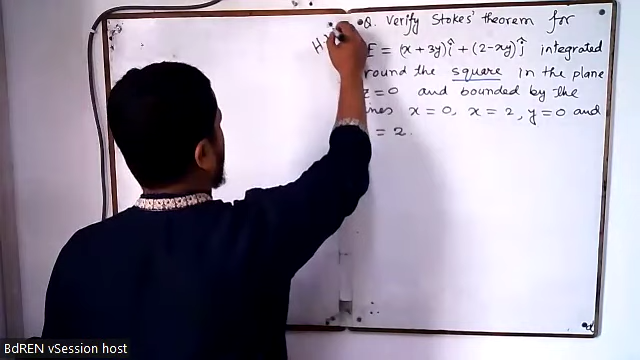 Q. Verify Stokes' theorem for
F = (x + 3y)î + (2-xy)ĵ integrated
round the square in the plane
z = 0 and bounded by the
ines x = 0, x = 2, y = 0 and
= 2.
BdREN vSession host